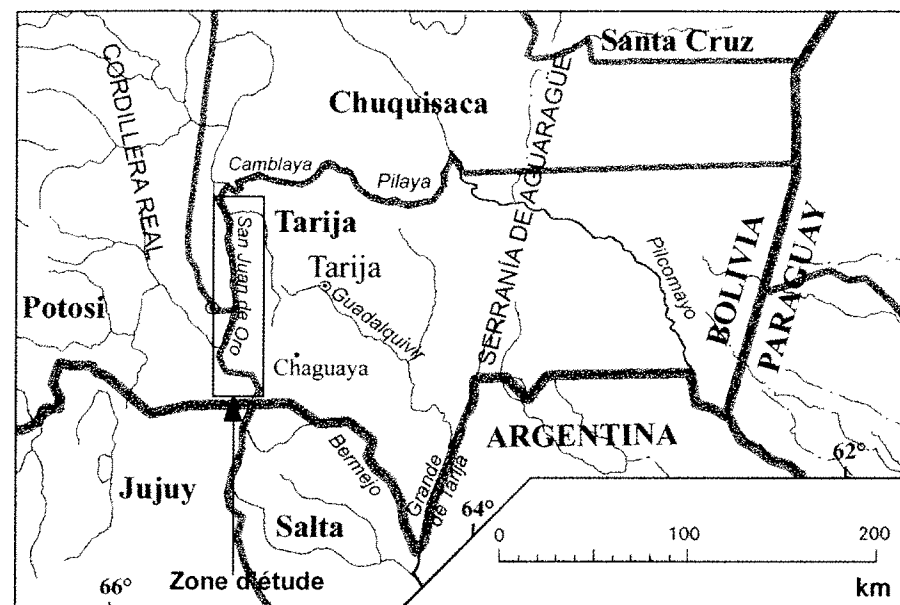 Santa Cruz
CORDILLERA REAL
Chuquisaca
SERRANÍA DE AGUARAGÜE
Camblaya
Pilaya
Tarija
San Juan de Oro
Tarija
Guadalquivir
Pilcomayo
BOLIVIA
PARAGUAY
Potosi
Chaguaya
ARGENTINA
Bermejo
Grande
de Tarija
Jujuy
Salta
62°
64°
0 100 200
km
Zone d'étude
66°